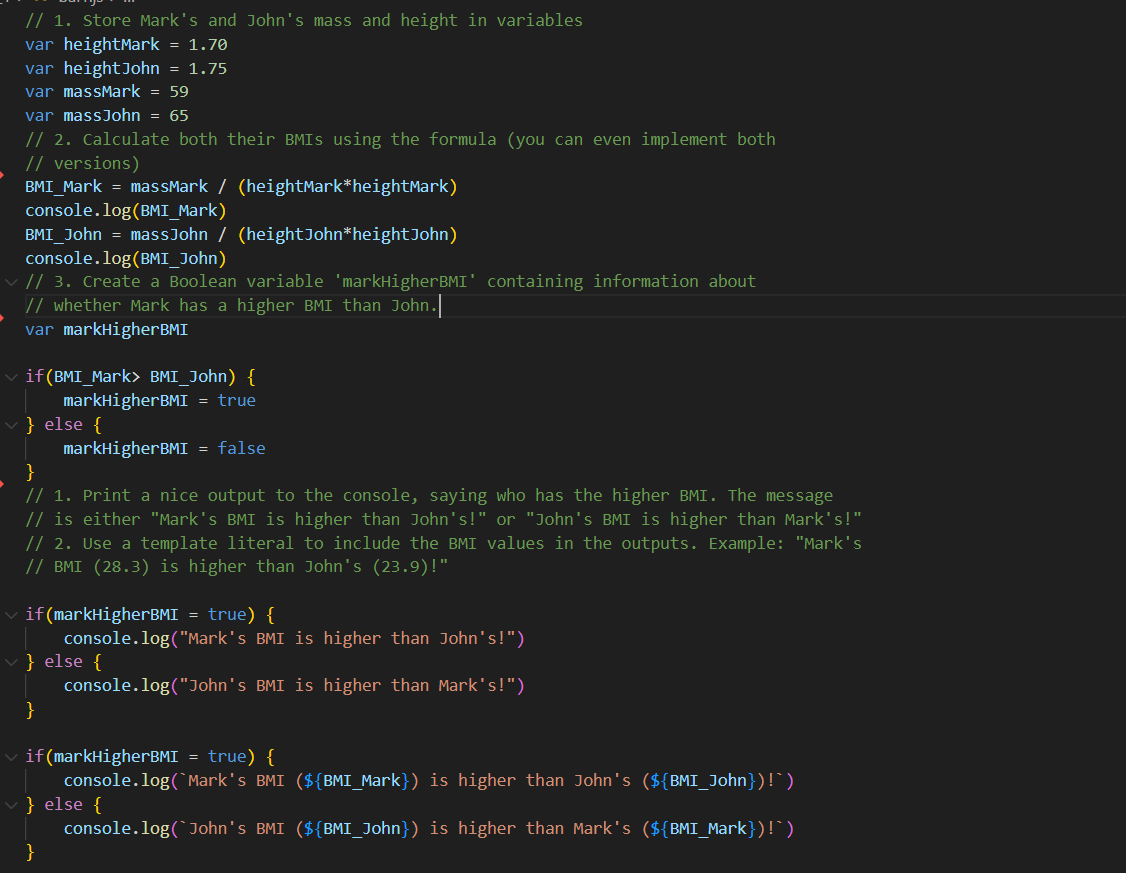 // 1. Store Mark's and John's mass and height in variables
var heightMark = 1.70
var heightJohn = 1.75
var massMark = 59
var massJohn = 65
// 2. Calculate both their BMIs using the formula (you can even implement both
// versions)
BMI_Mark = massMark / (heightMark*heightMark)
console.log(BMI_Mark)
BMI_John = massJohn / (heightJohn*heightJohn)
console.log(BMI_John)
// 3. Create a Boolean variable 'markHigherBMI' containing information about
// whether Mark has a higher BMI than John.
var markHigherBMI
if(BMI_Mark> BMI_John) {
    markHigherBMI = true
} else {
    markHigherBMI = false
}
// 1. Print a nice output to the console, saying who has the higher BMI. The message
// is either "Mark's BMI is higher than John's!" or "John's BMI is higher than Mark's!"
// 2. Use a template literal to include the BMI values in the outputs. Example: "Mark's
// BMI (28.3) is higher than John's (23.9)!"
if(markHigherBMI = true) {
    console.log("Mark's BMI is higher than John's!")
} else {
    console.log("John's BMI is higher than Mark's!")
}
if(markHigherBMI = true) {
    console.log(`Mark's BMI (${BMI_Mark}) is higher than John's (${BMI_John})!`)
} else {
    console.log(`John's BMI (${BMI_John}) is higher than Mark's (${BMI_Mark})!`)
}